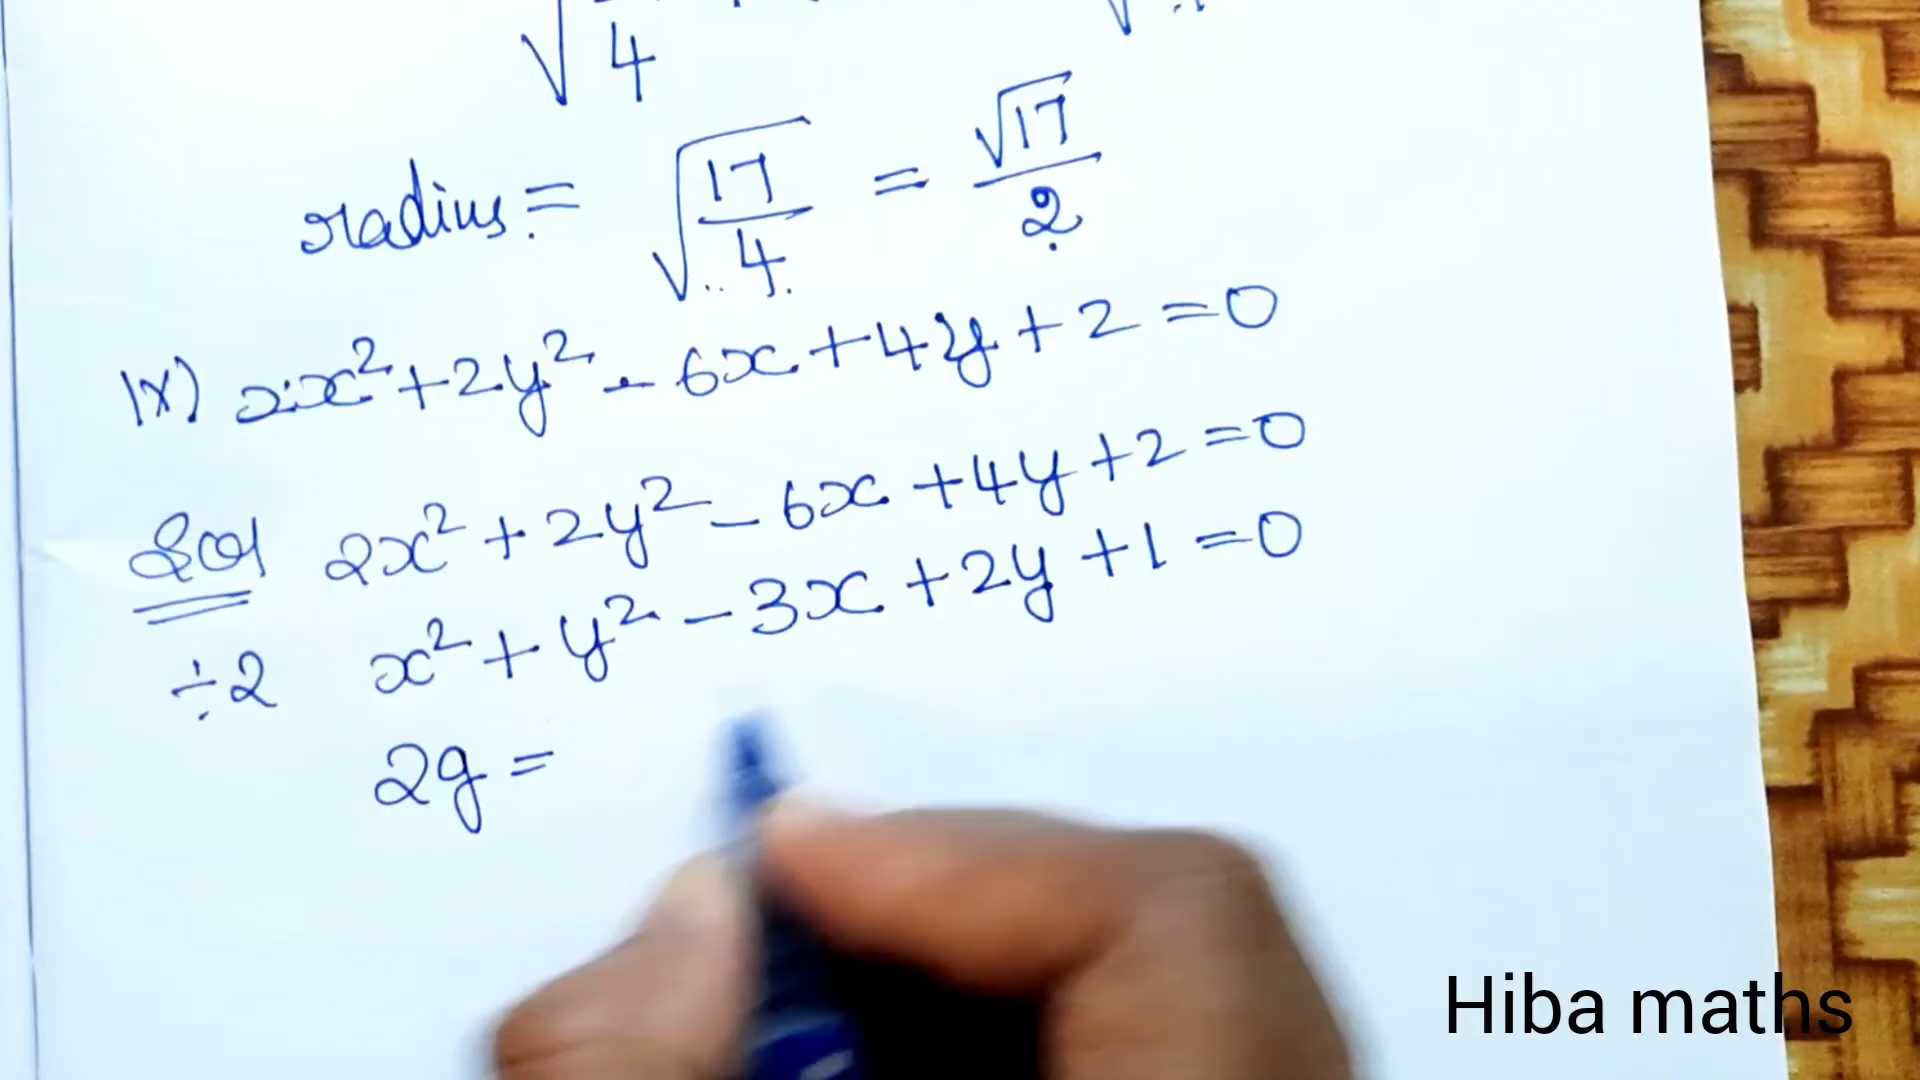 √4
radius = √17/4 = √17/2
ix) 2x² + 2y² - 6x + 4y + 2 = 0
Sol 2x² + 2y² - 6x + 4y + 2 = 0
÷2 x² + y² - 3x + 2y + 1 = 0
2g =
Hiba maths